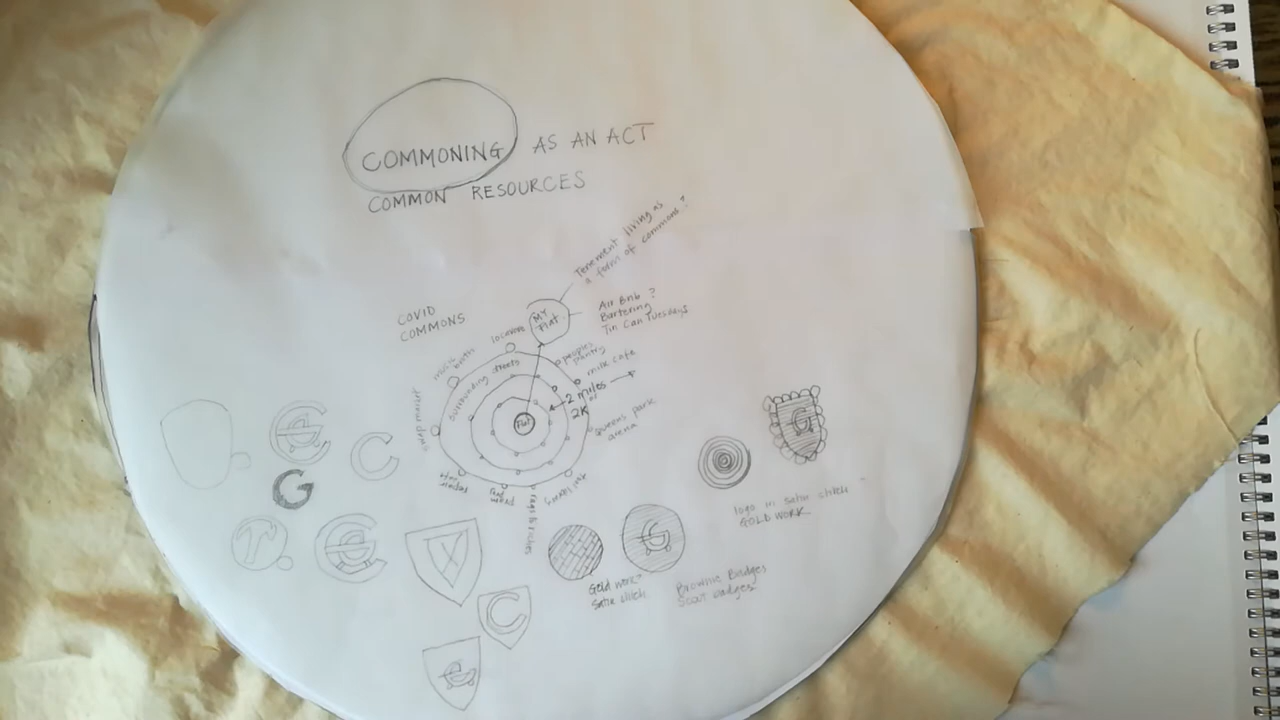 COMMONING AS AN ACT
COMMON RESOURCES
Tenement living as
a form of commons?
COVID
COMMONS
MY
Flat
Air Bnb ?
Bartering
Tin Can Tuesdays
locavore
peoples
pantry
milk cafe
surrounding streets
2 miles
2K
Flat
queens park
arena
swap market
C
G
C
G
logo in satin stitch
GOLD WORK
Gold work?
Satin stitch
Brownie Badges
Scout badges